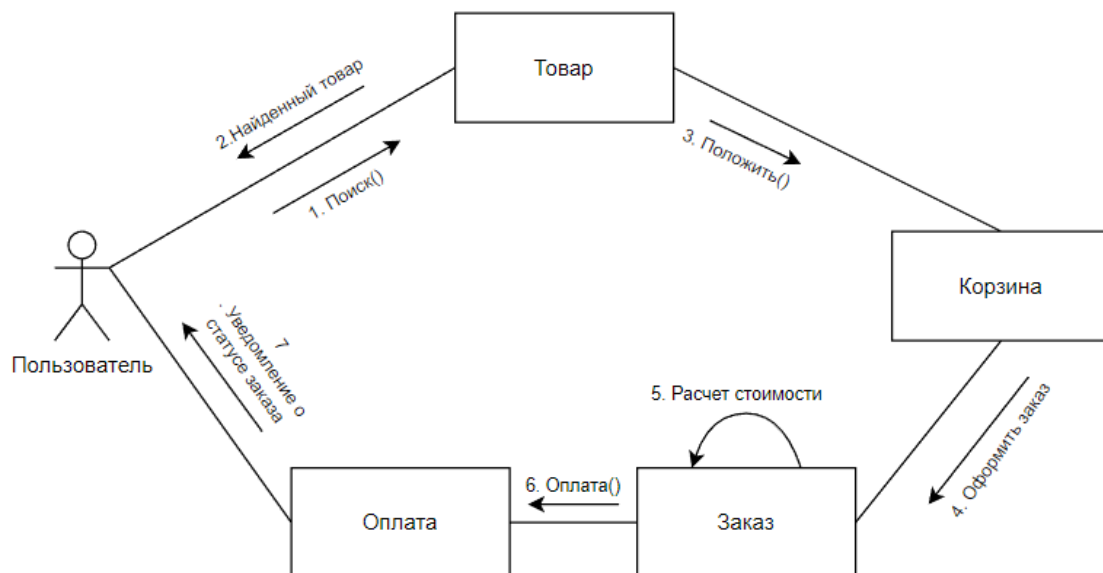 Товар
2.Найденный товар
1. Поиск()
3. Положить()
Корзина
Пользователь
7
. Уведомление о
статусе заказа
5. Расчет стоимости
4. Оформить заказ
6. Оплата()
Оплата
Заказ